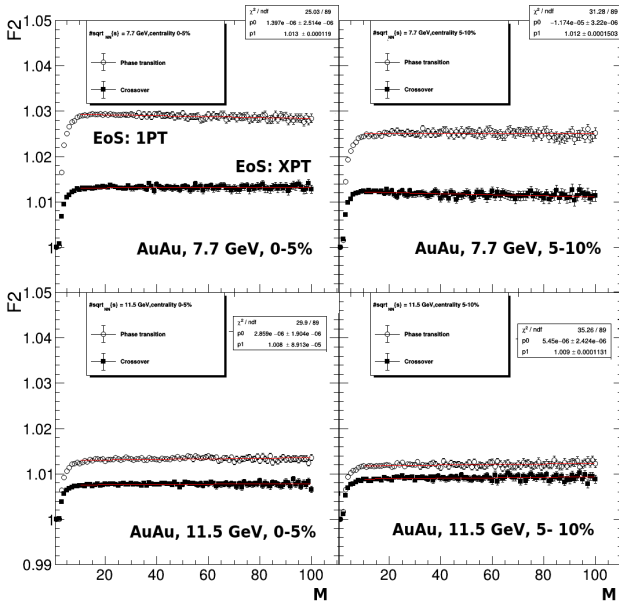 F2
1.05
1.04
1.03
1.02
1.01
1
#sqrt_NN(s) = 7.7 GeV,centrality 0-5%
Phase transition
Crossover
χ² / ndf 25.03 / 89
p0 1.397e-06 ± 2.514e-06
p1 1.013 ± 0.000119
EoS: 1PT
EoS: XPT
AuAu, 7.7 GeV, 0-5%
#sqrt_NN(s) = 7.7 GeV,centrality 5-10%
Phase transition
Crossover
χ² / ndf 31.28 / 89
p0 -1.174e-05 ± 3.22e-06
p1 1.012 ± 0.0001503
AuAu, 7.7 GeV, 5-10%
F2
1.05
1.04
1.03
1.02
1.01
1
0.99
#sqrt_NN(s) = 11.5 GeV,centrality 0-5%
Phase transition
Crossover
χ² / ndf 29.9 / 89
p0 2.859e-06 ± 1.904e-06
p1 1.008 ± 8.913e-05
AuAu, 11.5 GeV, 0-5%
20 40 60 80 100
M
#sqrt_NN(s) = 11.5 GeV,centrality 5-10%
Phase transition
Crossover
χ² / ndf 35.26 / 89
p0 5.45e-06 ± 2.424e-06
p1 1.009 ± 0.0001131
AuAu, 11.5 GeV, 5- 10%
20 40 60 80 100
M